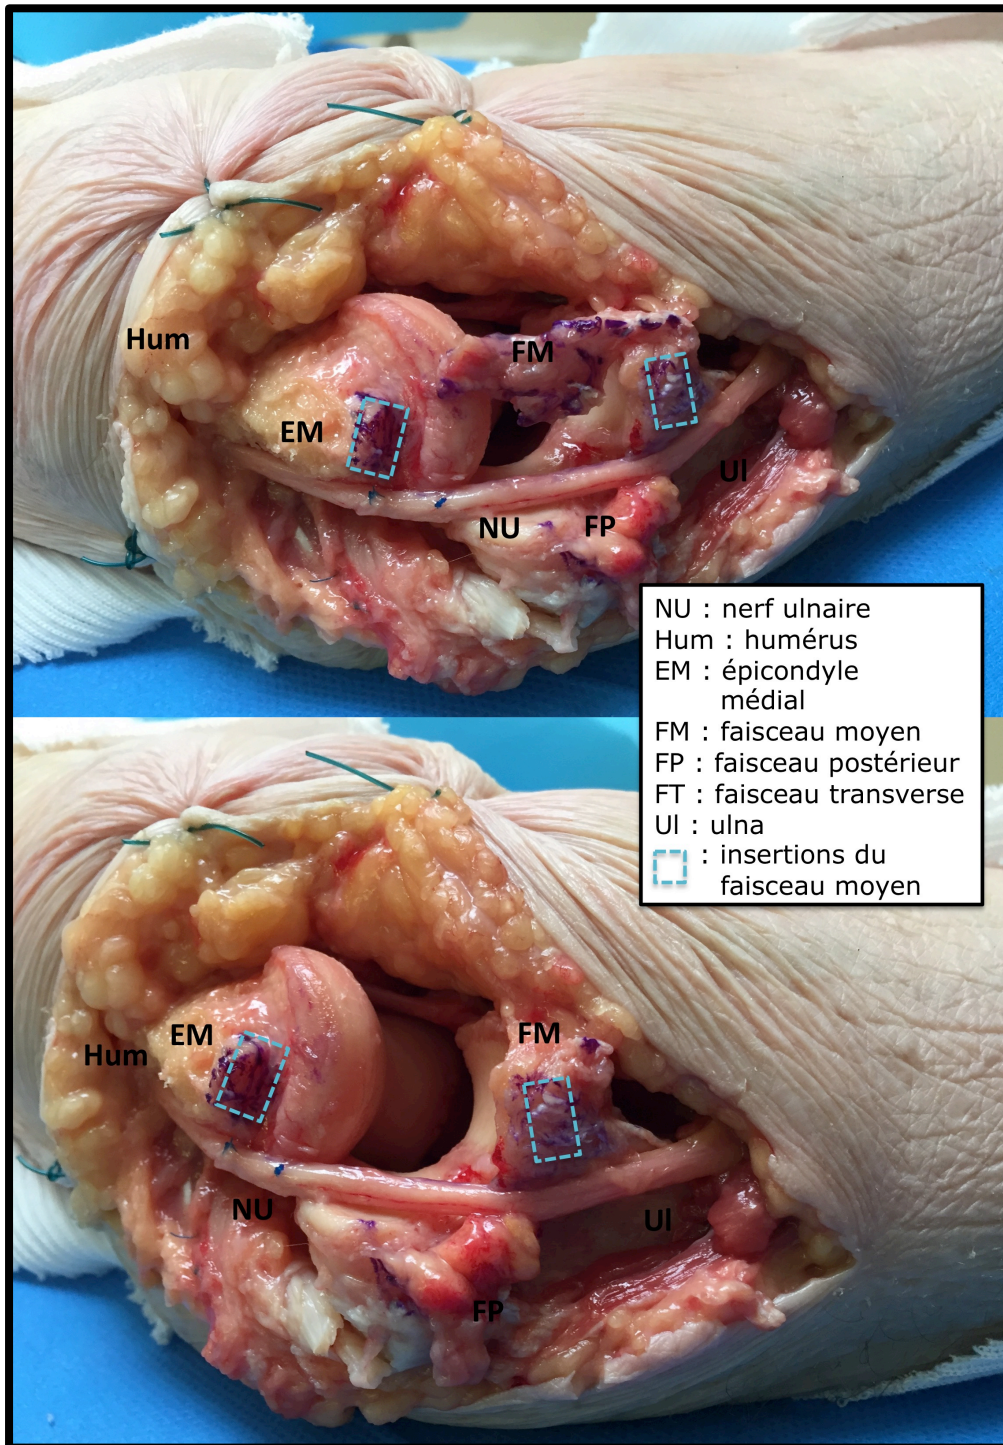 Hum
FM
EM
Ul
NU
FP
NU : nerf ulnaire
Hum : humérus
EM : épicondyle
médial
FM : faisceau moyen
FP : faisceau postérieur
FT : faisceau transverse
Ul : ulna
: insertions du
faisceau moyen
EM
FM
Hum
NU
Ul
FP